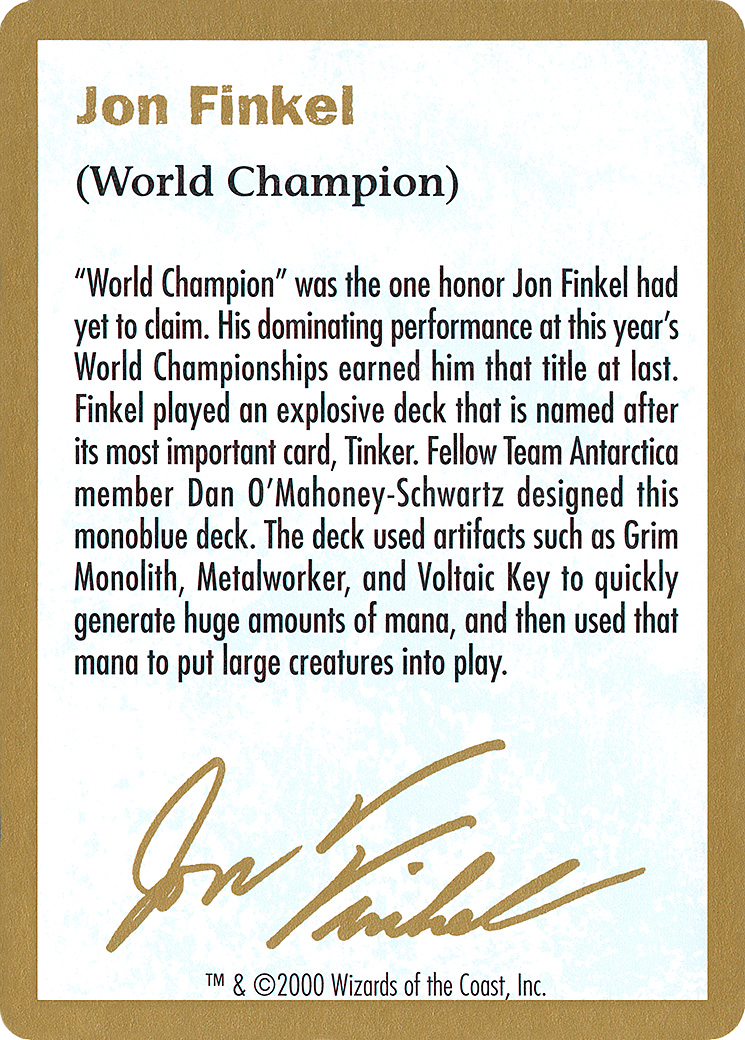 Jon Finkel
(World Champion)
“World Champion” was the one honor Jon Finkel had
yet to claim. His dominating performance at this year’s
World Championships earned him that title at last.
Finkel played an explosive deck that is named after
its most important card, Tinker. Fellow Team Antarctica
member Dan O’Mahoney-Schwartz designed this
monoblue deck. The deck used artifacts such as Grim
Monolith, Metalworker, and Voltaic Key to quickly
generate huge amounts of mana, and then used that
mana to put large creatures into play.
Jon Finkel
™ & ©2000 Wizards of the Coast, Inc.